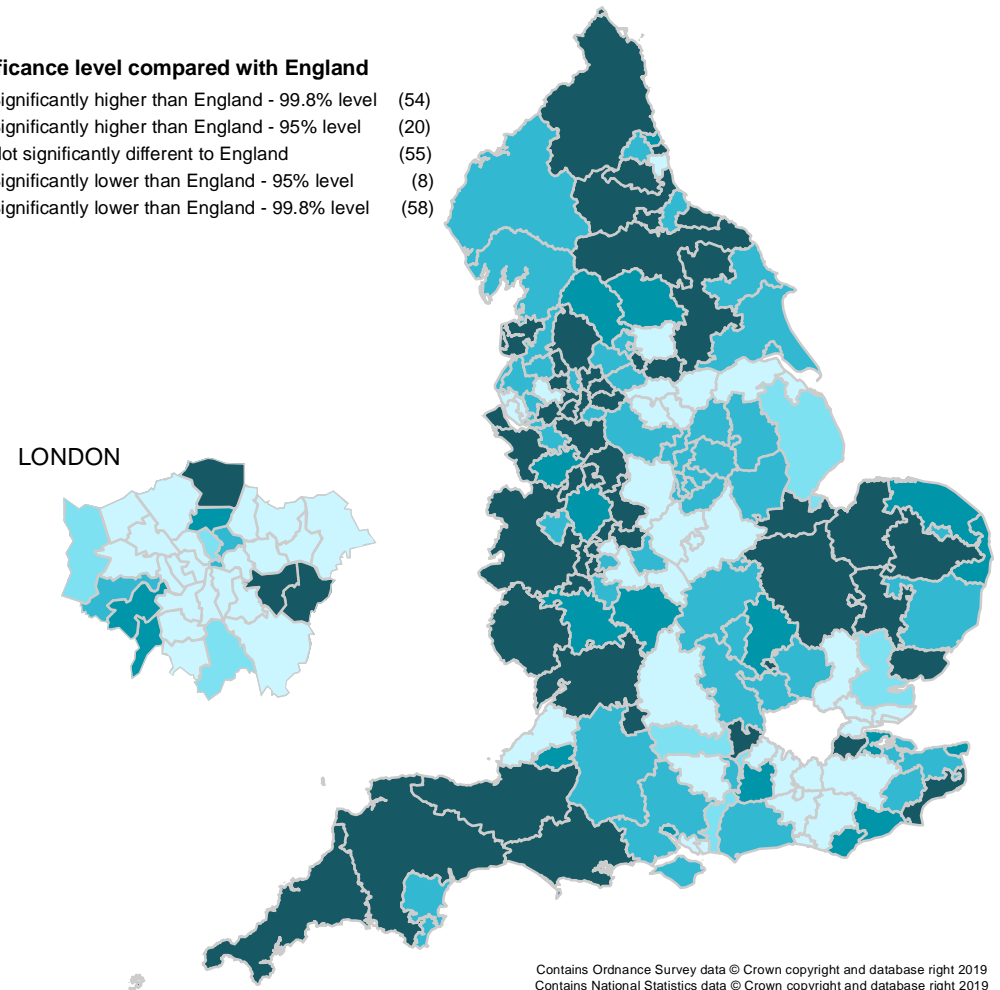 ficance level compared with England
ignificantly higher than England - 99.8% level (54)
ignificantly higher than England - 95% level (20)
ot significantly different to England (55)
ignificantly lower than England - 95% level (8)
ignificantly lower than England - 99.8% level (58)
LONDON
Contains Ordnance Survey data © Crown copyright and database right 2019
Contains National Statistics data © Crown copyright and database right 2019